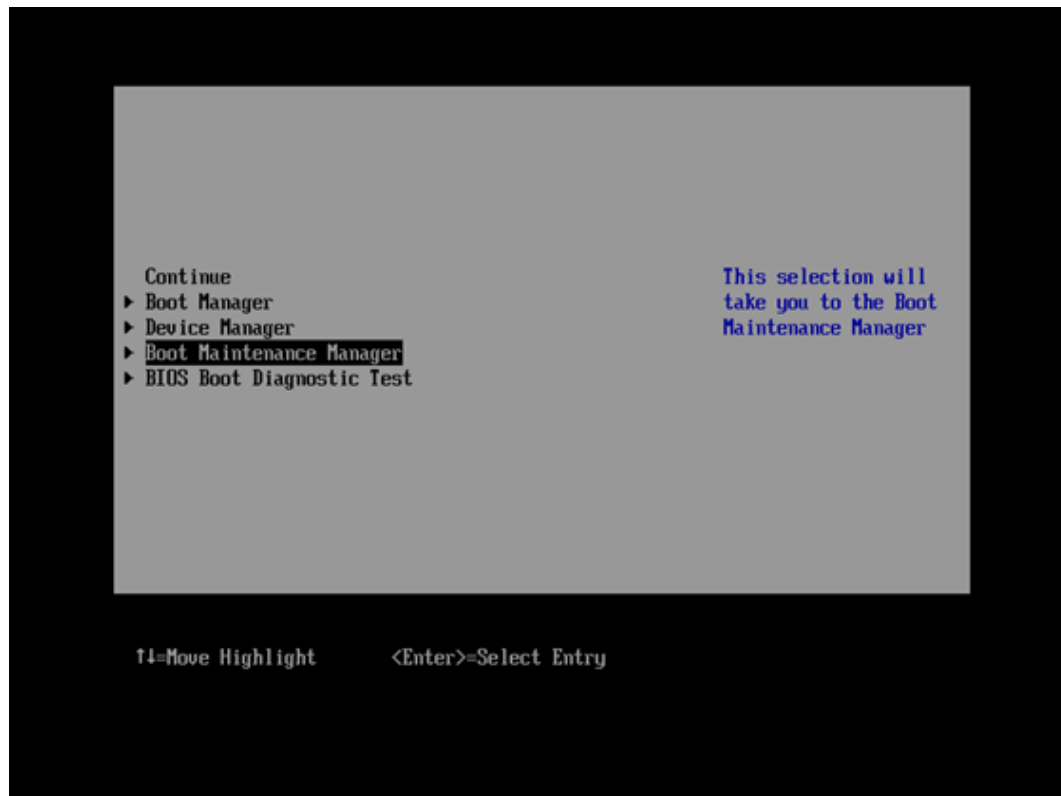 Continue
▶ Boot Manager
▶ Device Manager
▶ Boot Maintenance Manager
▶ BIOS Boot Diagnostic Test
This selection will
take you to the Boot
Maintenance Manager
↑↓=Move Highlight <Enter>=Select Entry